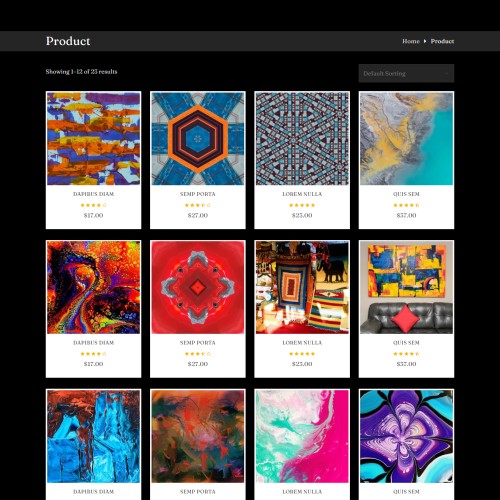 Product
Home Product
Showing 1–12 of 23 results
Default Sorting
DAPIBUS DIAM SEMP PORTA LOREM NULLA QUIS SEM
$17.00 $27.00 $23.00 $37.00
DAPIBUS DIAM SEMP PORTA LOREM NULLA QUIS SEM
$17.00 $27.00 $23.00 $37.00
DAPIBUS DIAM SEMP PORTA LOREM NULLA QUIS SEM